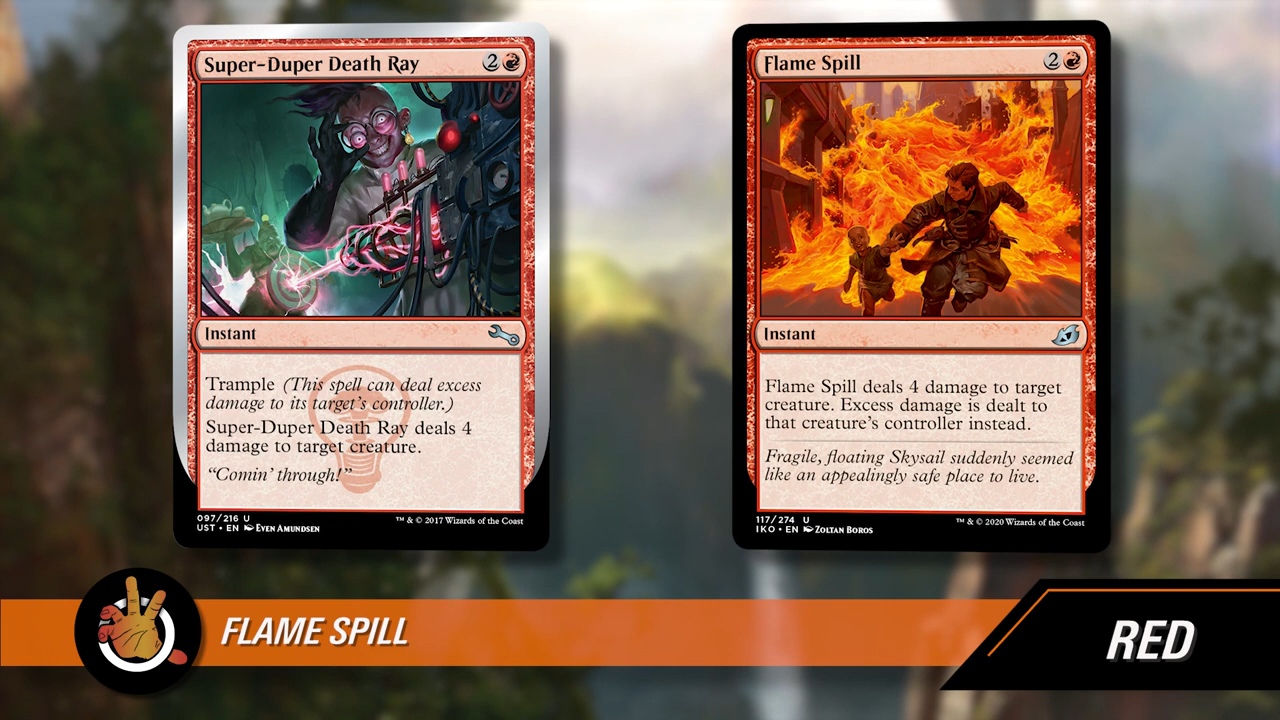 Super-Duper Death Ray 2
Trample (This spell can deal excess
damage to its target's controller.)
Super-Duper Death Ray deals 4
damage to target creature.
"Comin' through!"
Instant
097/216 U
UST • EN Even Amundsen
™ & © 2017 Wizards of the Coast
Flame Spill 2
Instant
Flame Spill deals 4 damage to target
creature. Excess damage is dealt to
that creature's controller instead.
Fragile, floating Skysail suddenly seemed
like an appealingly safe place to live.
117/274 U
IKO • EN Zoltan Boros
™ & © 2020 Wizards of the Coast
FLAME SPILL
RED